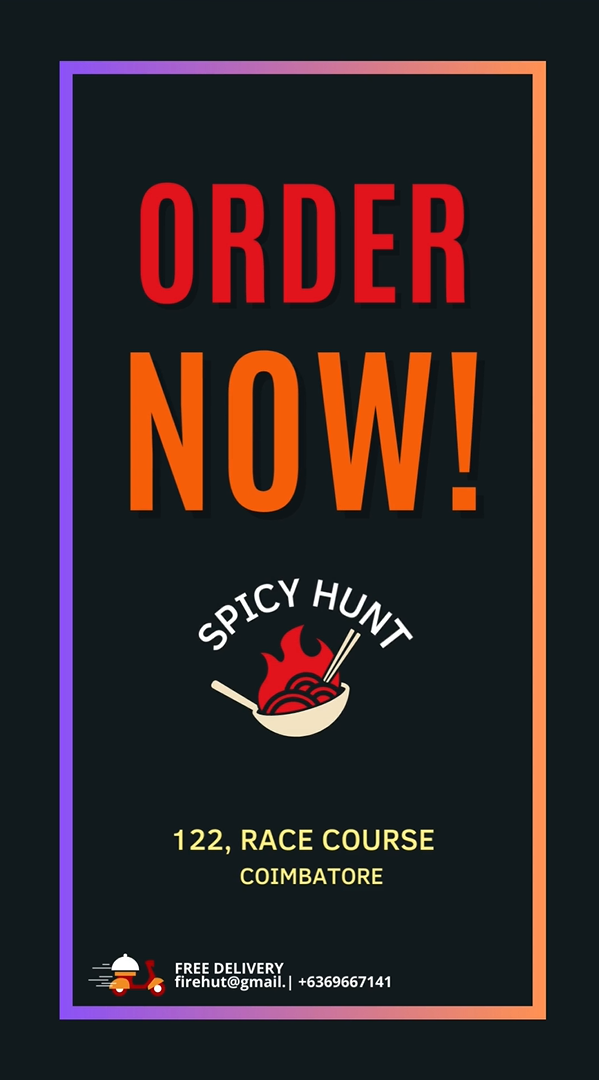 ORDER
NOW!
SPICY HUNT
122, RACE COURSE
COIMBATORE
FREE DELIVERY
firehut@gmail.| +6369667141